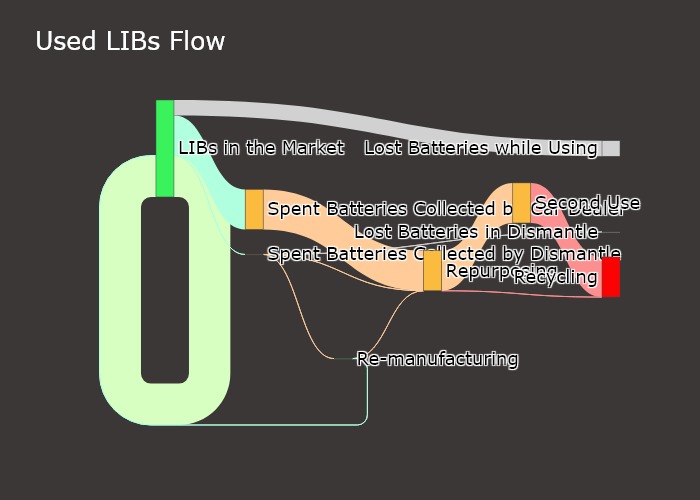 Used LIBs Flow
LIBs in the Market
Lost Batteries while Using
Second Use
Spent Batteries Collected by Car Dealer
Lost Batteries in Dismantle
Spent Batteries Collected by Dismantle
Repurposing
Recycling
Re-manufacturing